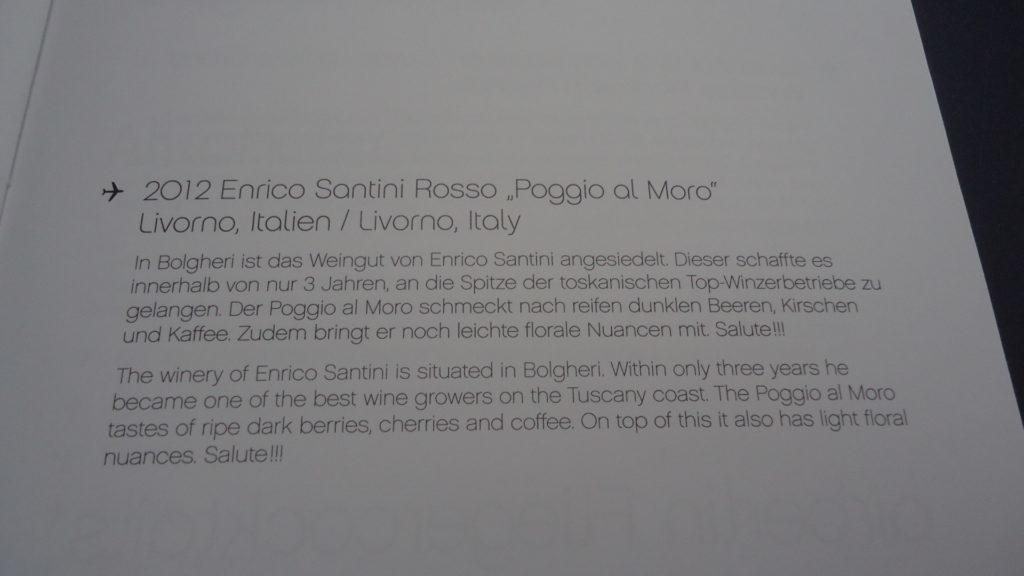 2012 Enrico Santini Rosso „Poggio al Moro“
Livorno, Italien / Livorno, Italy
In Bolgheri ist das Weingut von Enrico Santini angesiedelt. Dieser schaffte es
innerhalb von nur 3 Jahren, an die Spitze der toskanischen Top-Winzerbetriebe zu
gelangen. Der Poggio al Moro schmeckt nach reifen dunklen Beeren, Kirschen
und Kaffee. Zudem bringt er noch leichte florale Nuancen mit. Salute!!!
The winery of Enrico Santini is situated in Bolgheri. Within only three years he
became one of the best wine growers on the Tuscany coast. The Poggio al Moro
tastes of ripe dark berries, cherries and coffee. On top of this it also has light floral
nuances. Salute!!!